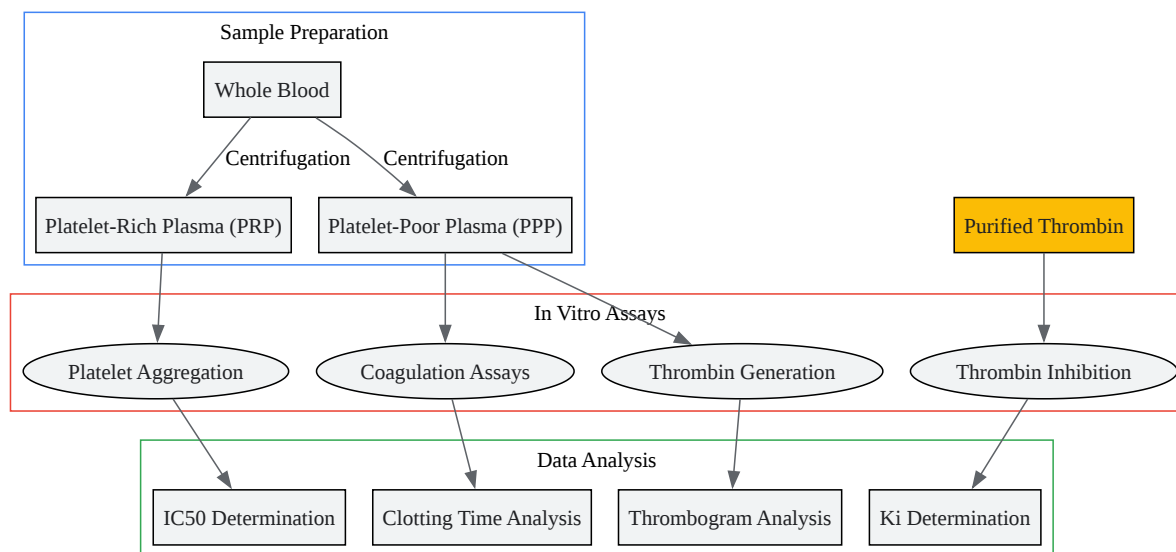 Sample Preparation
Whole Blood
Centrifugation
Centrifugation
Platelet-Rich Plasma (PRP)
Platelet-Poor Plasma (PPP)
Purified Thrombin
In Vitro Assays
Platelet Aggregation
Coagulation Assays
Thrombin Generation
Thrombin Inhibition
Data Analysis
IC50 Determination
Clotting Time Analysis
Thrombogram Analysis
Ki Determination